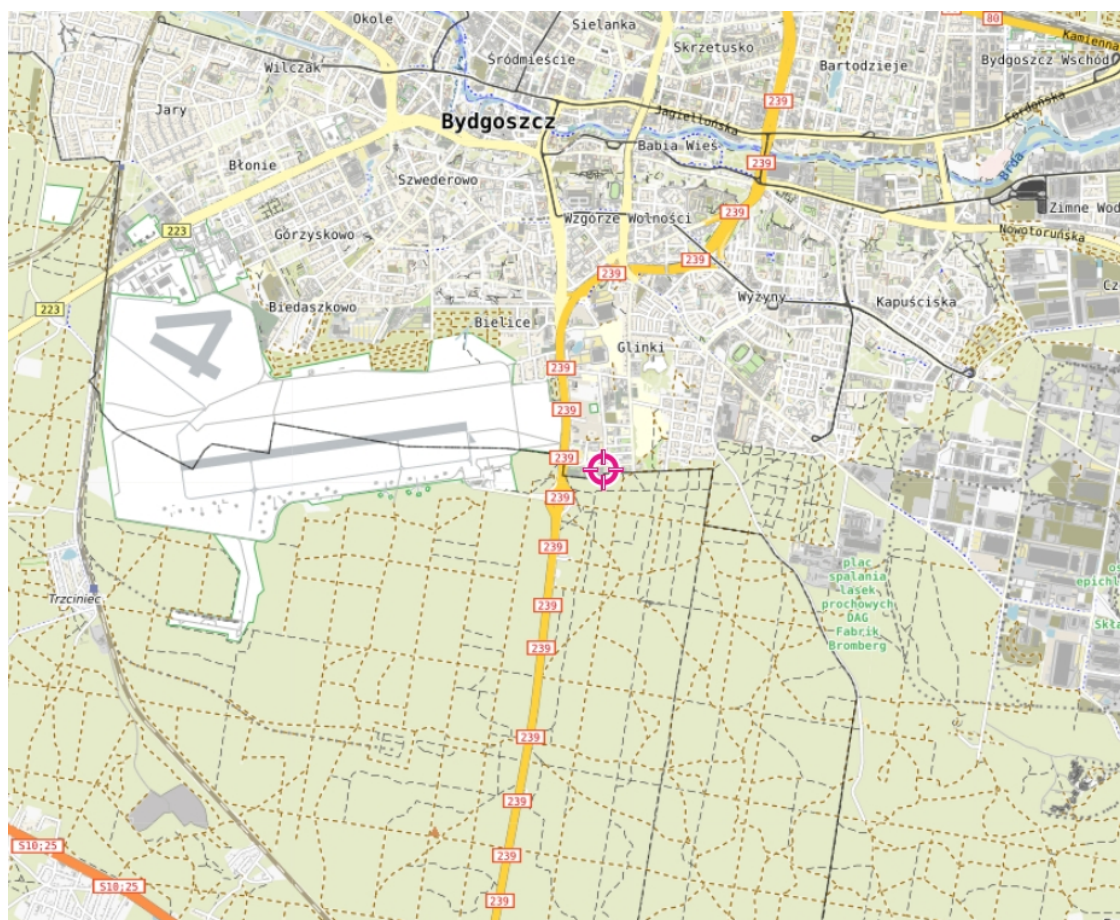 80
Okole
Sielanka
Skrzetusko
Kamienna
Śródmieście
Bydgoszcz Wschód
Wilczak
Bartodzieje
239
Jary
Fordońska
Bydgoszcz
Jagiellońska
Babia Wieś
Błonie
239
Brda
Szwederowo
Zimne Wod
239
Wzgórze Wolności
223
Nowotoruńska
Górzyskowo
239
239
Cz
Wyżyny
Kapuściska
223
Biedaszkowo
Bielice
Glinki
239
239
239
239
239
plac
spalania
lasek
prochowych
DAG
Fabrik
Bromberg
epichl
Skła
Trzciniec
239
239
239
239
S10;25
239
S10;25
239